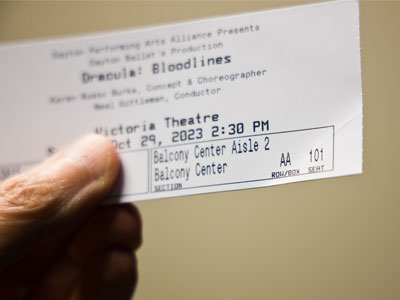 Dayton Performing Arts Alliance Presents
Dayton Ballet's Production
Dracula: Bloodlines
Karen Russo Burke, Concept & Choreographer
Neal Gittleman, Conductor
Victoria Theatre
Oct 29, 2023 2:30 PM
Balcony Center Aisle 2
Balcony Center AA 101
SECTION ROW/BOX SEAT